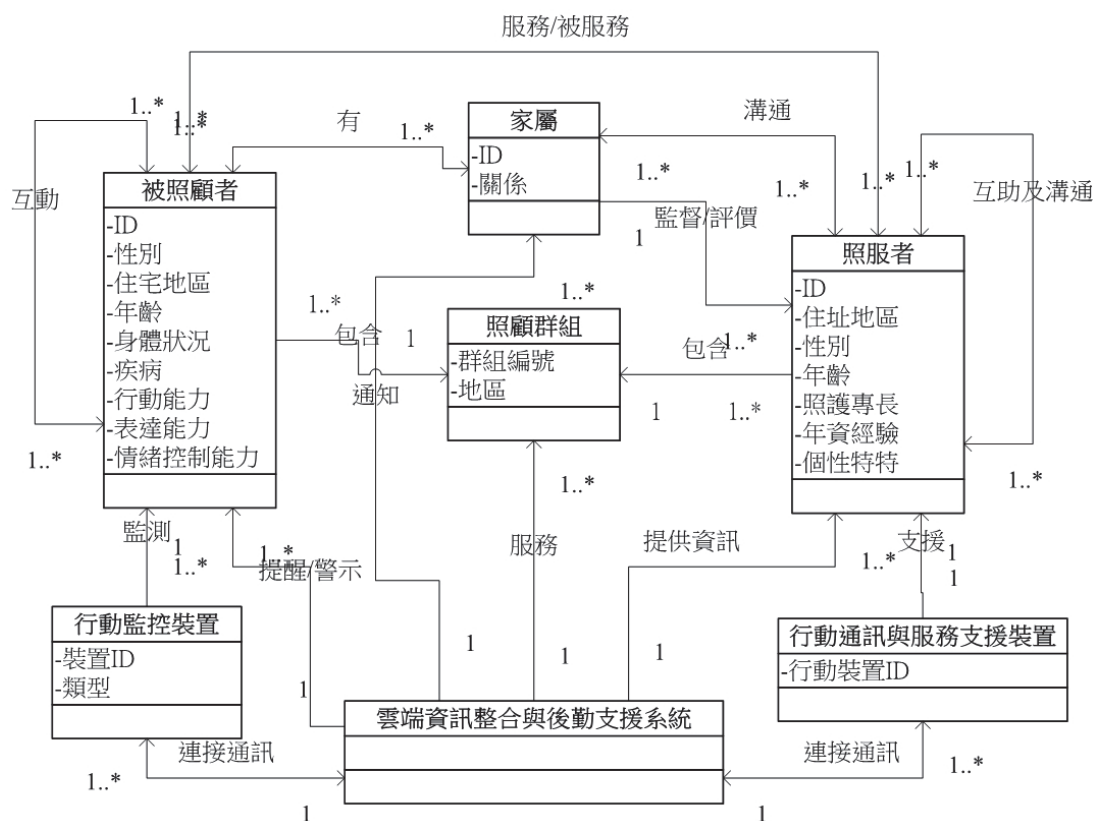 服務/被服務
1..*
1..*
1..*
有
1..*
家屬
-ID
-關係
溝通
1..*
1..*
1..*
1..*
互動
被照顧者
-ID
-性別
-住宅地區
-年齡
-身體狀況
-疾病
-行動能力
-表達能力
-情緒控制能力
監督/評價
1
互助及溝通
照服者
-ID
-住址地區
-性別
-年齡
-照護專長
-年資經驗
-個性特特
1..*
包含
1
1..*
照顧群組
-群組編號
-地區
包含
1..*
通知
1
1..*
1..*
1..*
1..*
監測
1
1..*
1..*
提醒/警示
服務
提供資訊
1..*
支援
1
1
行動監控裝置
-裝置ID
-類型
行動通訊與服務支援裝置
-行動裝置ID
1
1
1
1
雲端資訊整合與後勤支援系統
連接通訊
1..*
1
連接通訊
1..*
1